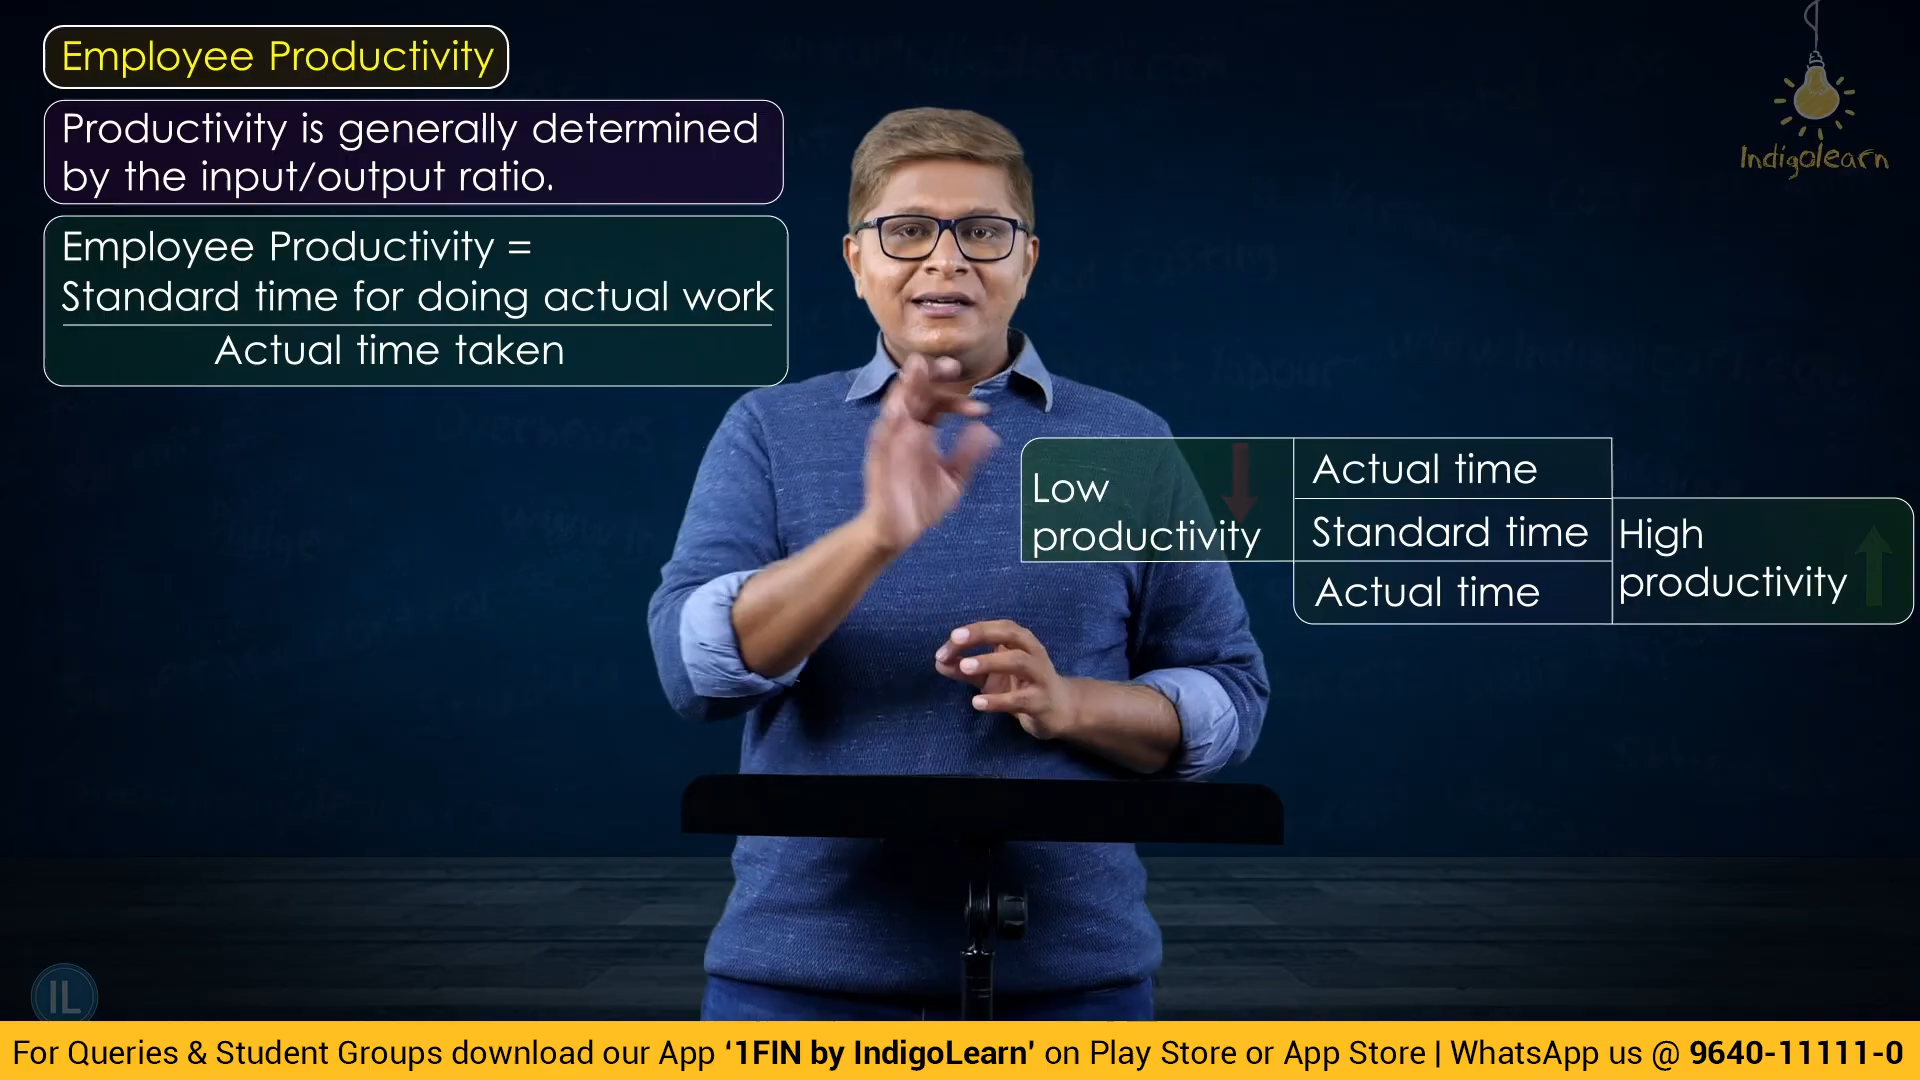 Employee Productivity
Productivity is generally determined
by the input/output ratio.
Employee Productivity =
Standard time for doing actual work
Actual time taken
Indigolearn
Low
productivity
Actual time
Standard time
Actual time
High
productivity
IL
For Queries & Student Groups download our App ‘1FIN by IndigoLearn’ on Play Store or App Store | WhatsApp us @ 9640-11111-0